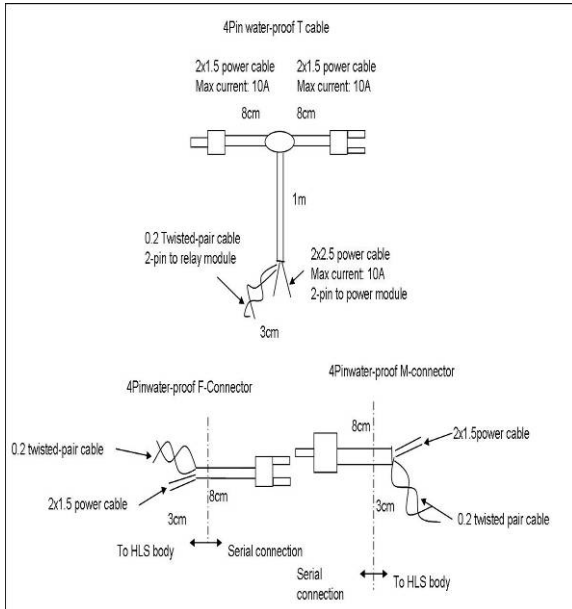 4Pin water-proof T cable
2x1.5 power cable
Max current: 10A
2x1.5 power cable
Max current: 10A
8cm
8cm
1m
0.2 Twisted-pair cable
2-pin to relay module
2x2.5 power cable
Max current: 10A
2-pin to power module
3cm
4Pinwater-proof F-Connector
0.2 twisted-pair cable
2x1.5 power cable
8cm
3cm
To HLS body
Serial connection
4Pinwater-proof M-connector
8cm
2x1.5power cable
3cm
0.2 twisted pair cable
Serial
connection
To HLS body